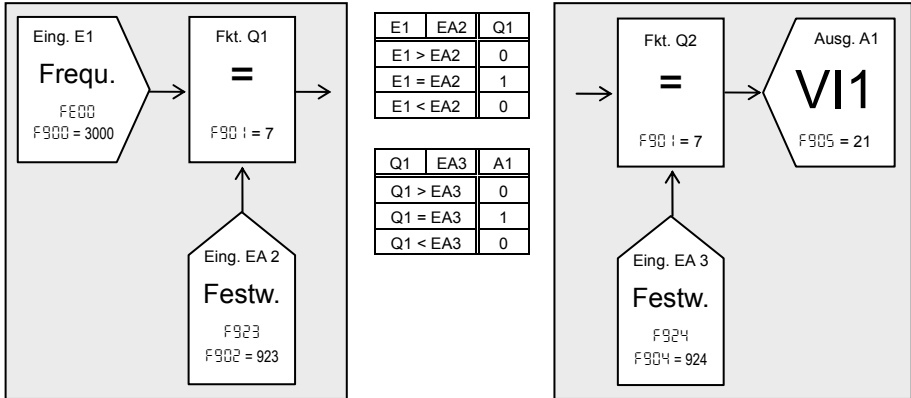 Eing. E1
Frequ.
FE00
F900 = 3000
Fkt. Q1
=
F901 = 7
Eing. EA 2
Festw.
F923
F902 = 923
E1 EA2 Q1
E1 > EA2 0
E1 = EA2 1
E1 < EA2 0
Q1 EA3 A1
Q1 > EA3 0
Q1 = EA3 1
Q1 < EA3 0
Fkt. Q2
=
F901 = 7
Ausg. A1
VI1
F905 = 21
Eing. EA 3
Festw.
F924
F904 = 924